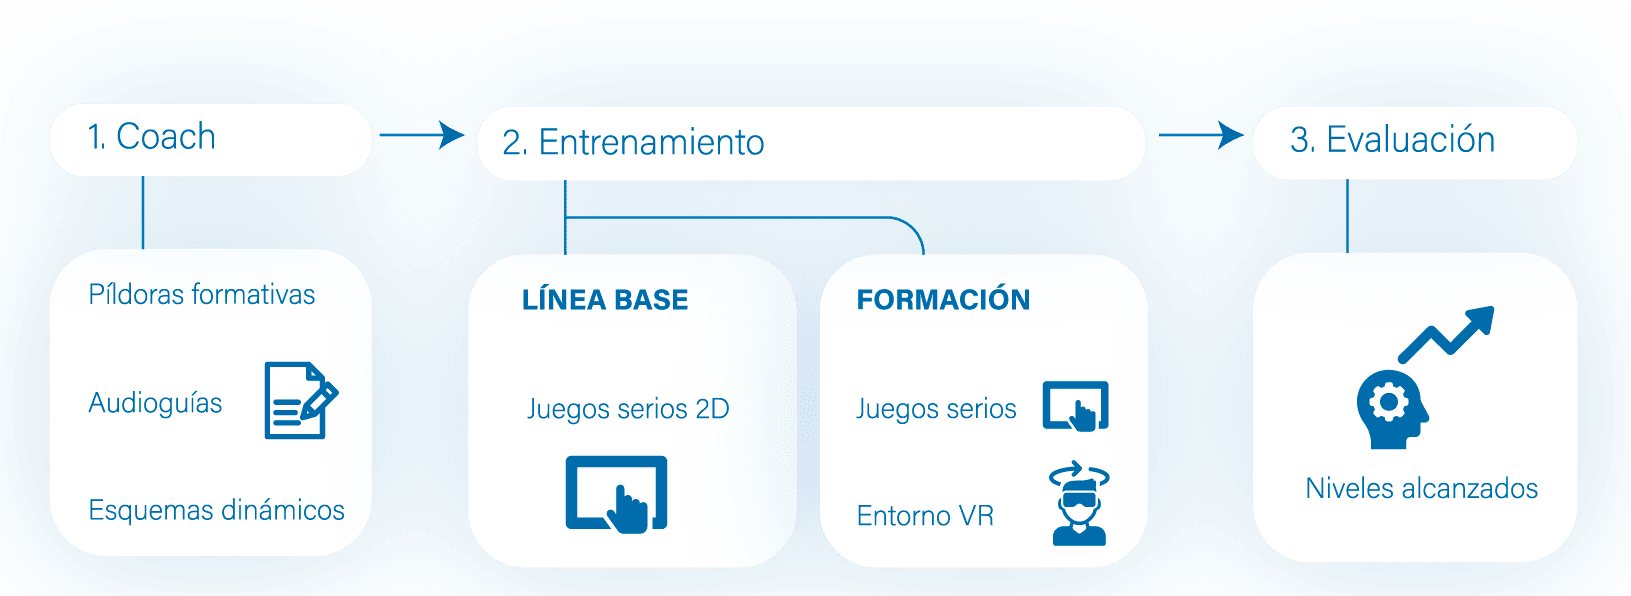 1. Coach
2. Entrenamiento
3. Evaluación
Píldoras formativas
Audioguías
Esquemas dinámicos
LÍNEA BASE
Juegos serios 2D
FORMACIÓN
Juegos serios
Entorno VR
Niveles alcanzados